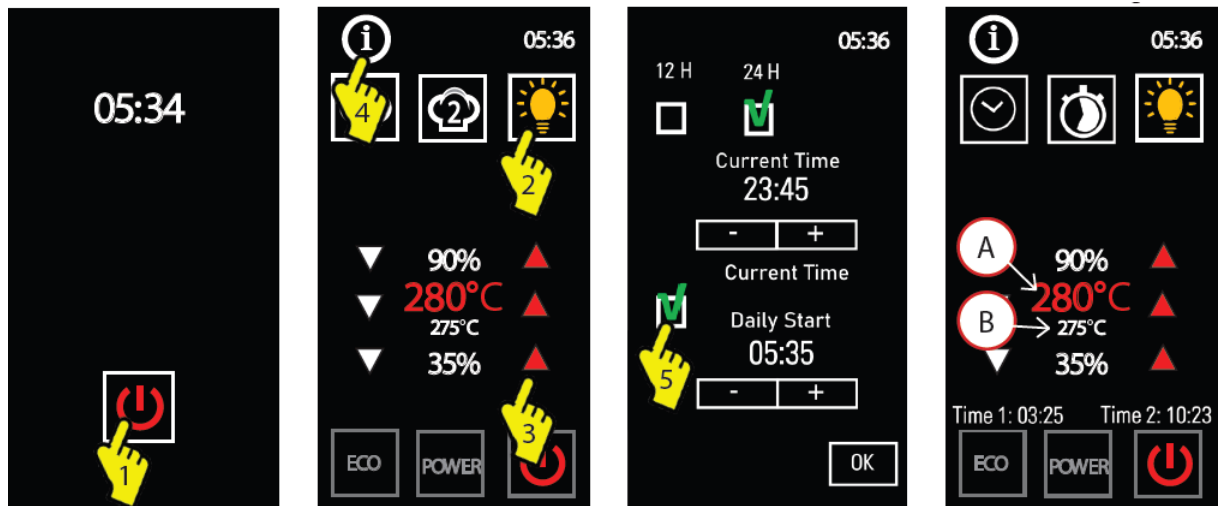 05:34
1
i
05:36
4
2
2
90%
280°C
275°C
35%
3
ECO
POWER
05:36
12 H
24 H
Current Time
23:45
-
+
Current Time
Daily Start
05:35
5
-
+
OK
i
05:36
A
90%
280°C
B
275°C
35%
Time 1: 03:25
Time 2: 10:23
ECO
POWER